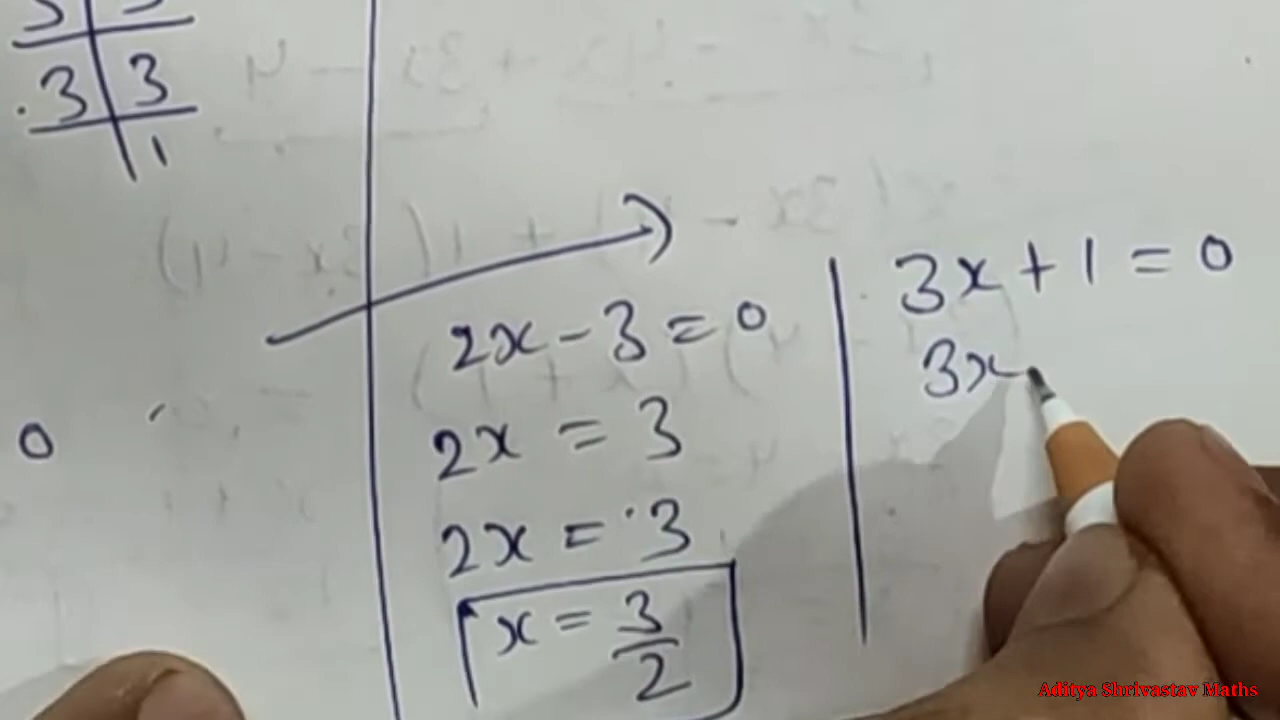 3 | 3
1
0
2x - 3 = 0
2x = 3
2x = 3
x = 3/2
3x + 1 = 0
3x
Aditya Shrivastav Maths